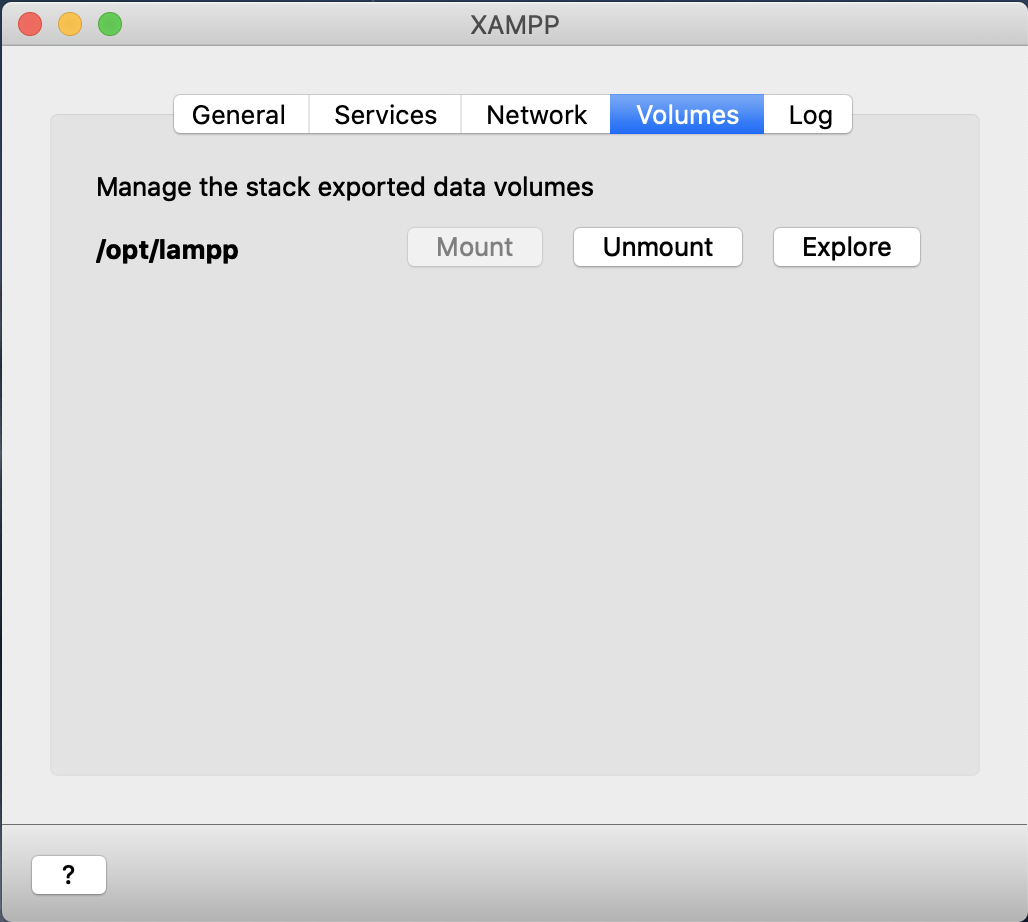 XAMPP
General Services Network Volumes Log
Manage the stack exported data volumes
/opt/lampp Mount Unmount Explore
?